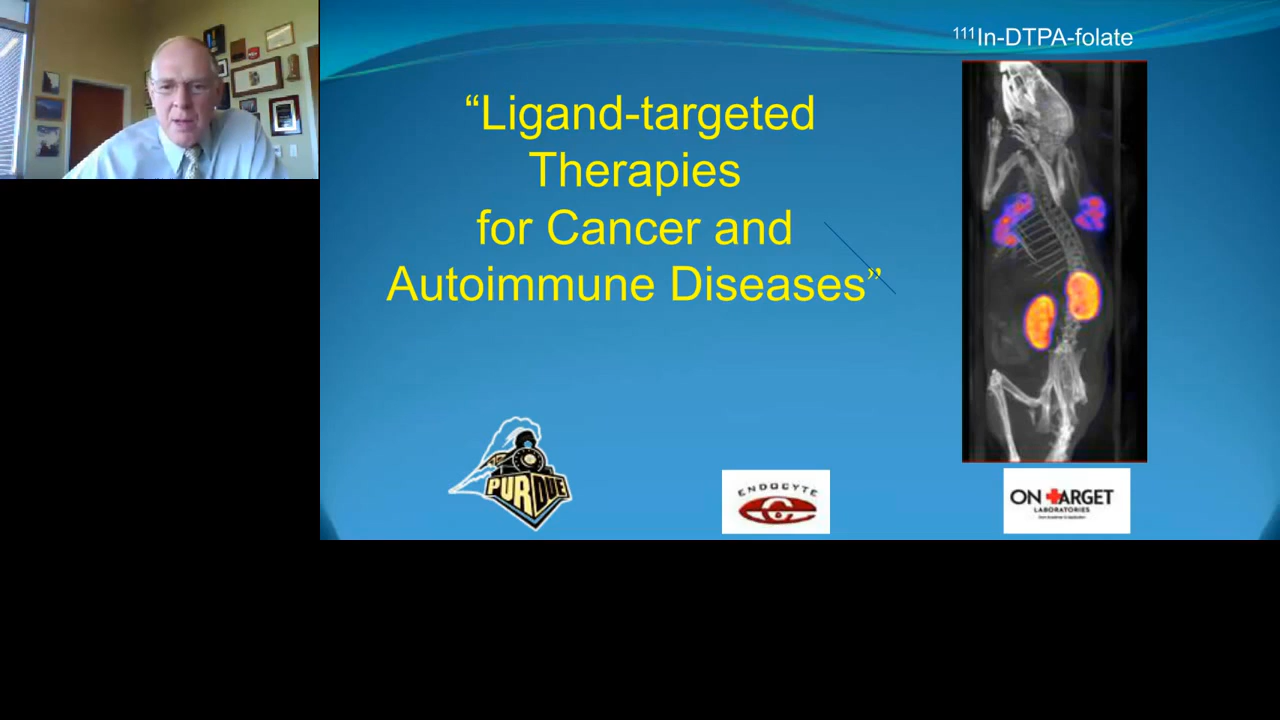 ¹¹¹In-DTPA-folate
“Ligand-targeted
Therapies
for Cancer and
Autoimmune Diseases”
PURDUE
ENDOCYTE
ON TARGET
LABORATORIES